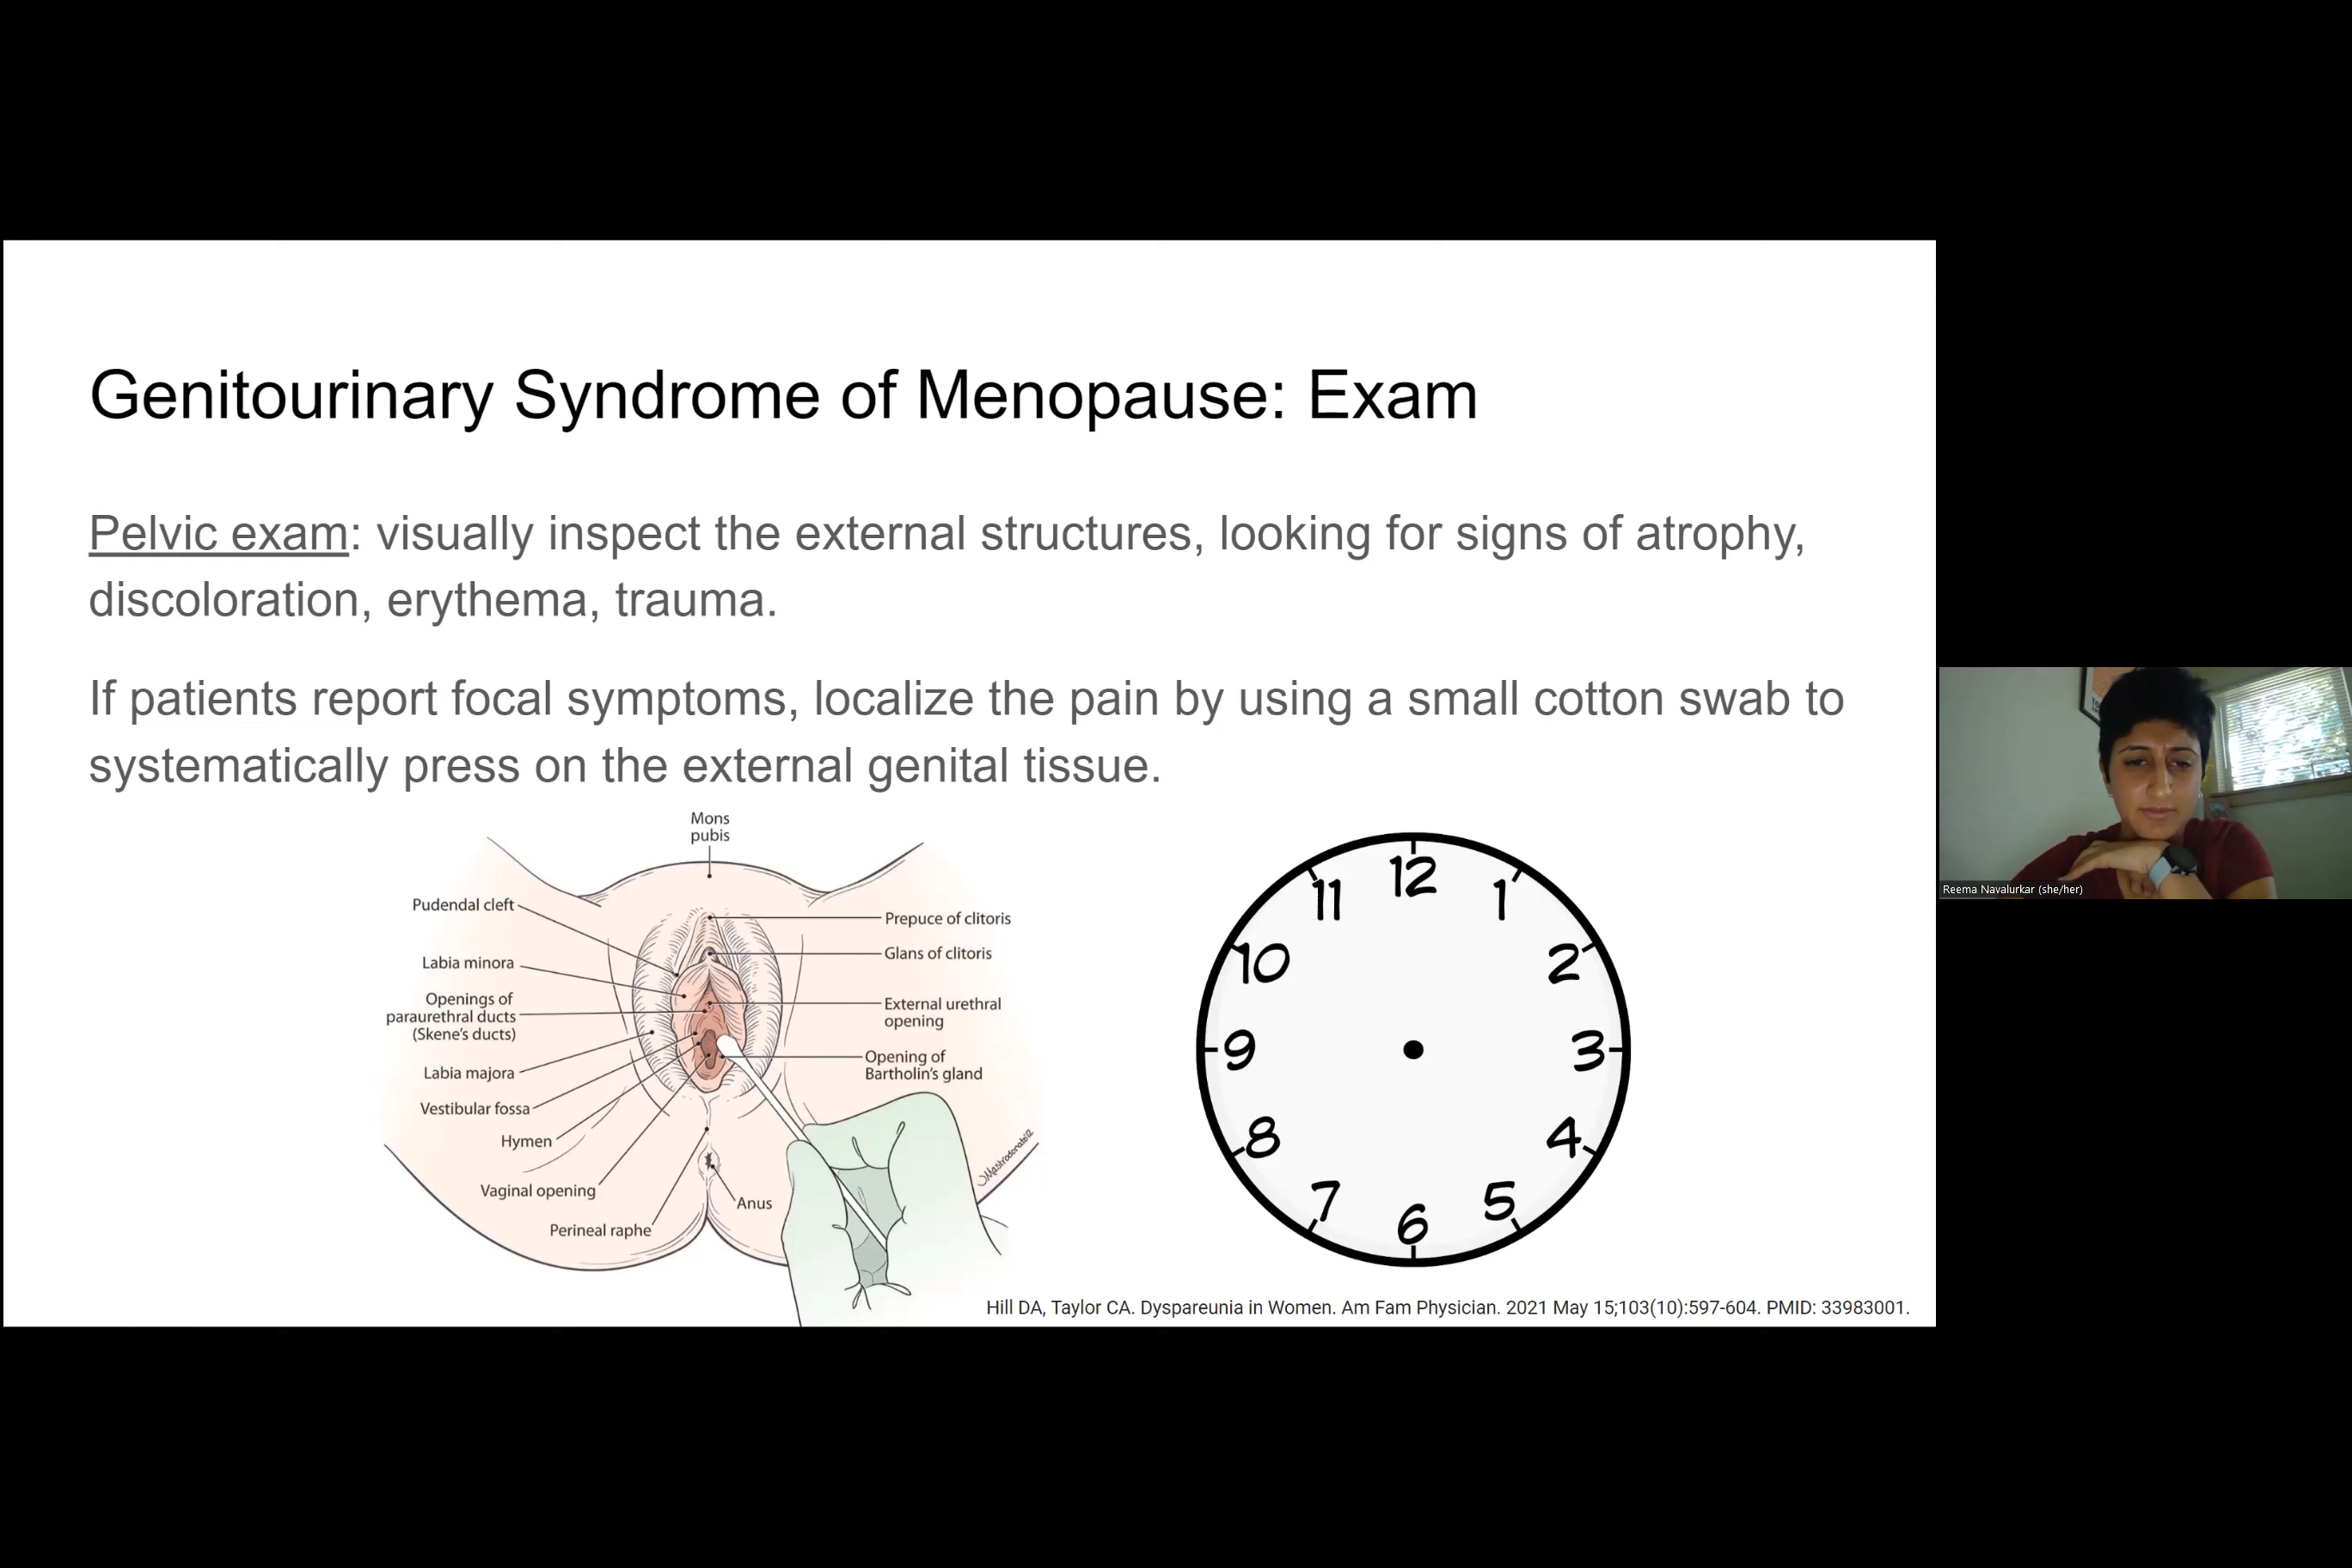 Genitourinary Syndrome of Menopause: Exam
Pelvic exam: visually inspect the external structures, looking for signs of atrophy,
discoloration, erythema, trauma.
If patients report focal symptoms, localize the pain by using a small cotton swab to
systematically press on the external genital tissue.
Mons
pubis
Pudendal cleft
Labia minora
Openings of
paraurethral ducts
(Skene's ducts)
Labia majora
Vestibular fossa
Hymen
Vaginal opening
Perineal raphe
Prepuce of clitoris
Glans of clitoris
External urethral
opening
Opening of
Bartholin's gland
Anus
12
1
2
3
4
5
6
7
8
9
10
11
Hill DA, Taylor CA. Dyspareunia in Women. Am Fam Physician. 2021 May 15;103(10):597-604. PMID: 33983001.
Reema Navalurkar (she/her)